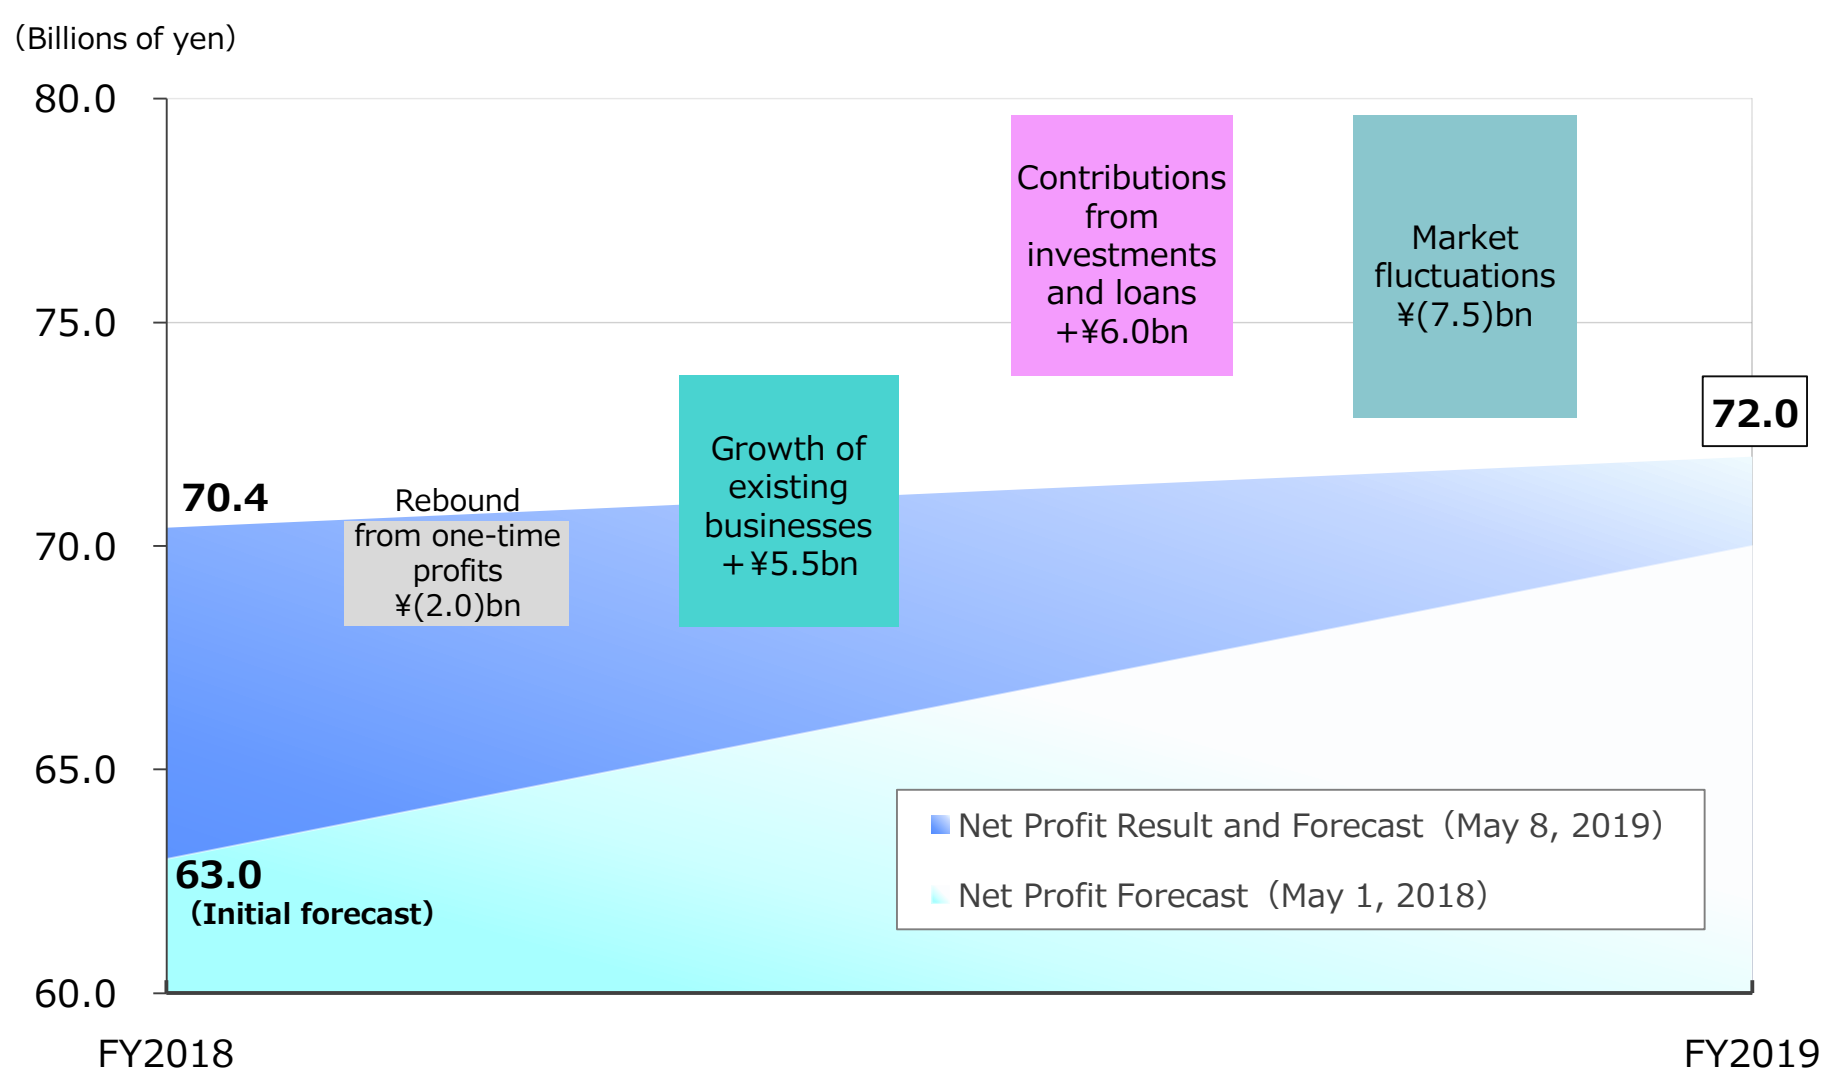 （Billions of yen）
80.0
75.0
70.0
65.0
60.0
Contributions
from
investments
and loans
+¥6.0bn
Market
fluctuations
¥(7.5)bn
72.0
Growth of
existing
businesses
+¥5.5bn
70.4
Rebound
from one-time
profits
¥(2.0)bn
63.0
（Initial forecast）
Net Profit Result and Forecast（May 8, 2019）
Net Profit Forecast（May 1, 2018）
FY2018
FY2019